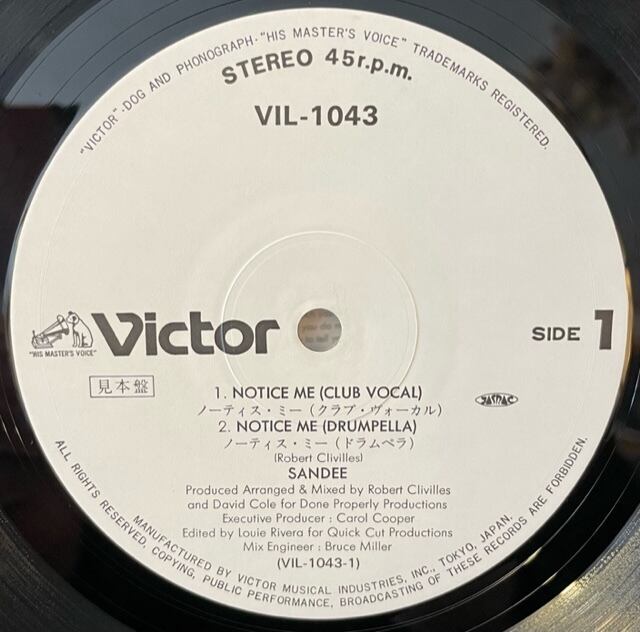 "VICTOR"·DOG AND PHONOGRAPH·"HIS MASTER'S VOICE" TRADEMARKS REGISTERED.
STEREO 45r.p.m.
VIL-1043
"HIS MASTER'S VOICE"
Victor
SIDE 1
見本盤
1. NOTICE ME (CLUB VOCAL)
ノーティス・ミー(クラブ・ヴォーカル)
JASRAC
2. NOTICE ME (DRUMPELLA)
ノーティス・ミー(ドラムペラ)
(Robert Clivilles)
SANDEE
Produced Arranged & Mixed by Robert Clivilles
and David Cole for Done Properly Productions
Executive Producer : Carol Cooper
Edited by Louie Rivera for Quick Cut Productions
Mix Engineer : Bruce Miller
(VIL-1043-1)
MANUFACTURED BY VICTOR MUSICAL INDUSTRIES, INC., TOKYO, JAPAN.
ALL RIGHTS RESERVED, COPYING, PUBLIC PERFORMANCE, BROADCASTING OF THESE RECORDS ARE FORBIDDEN.